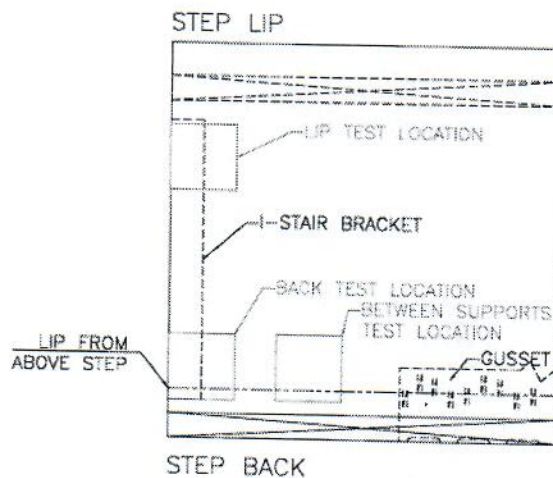 STEP LIP
LIP TEST LOCATION
I-STAIR BRACKET
BACK TEST LOCATION
BETWEEN SUPPORTS
TEST LOCATION
LIP FROM
ABOVE STEP
GUSSET
STEP BACK